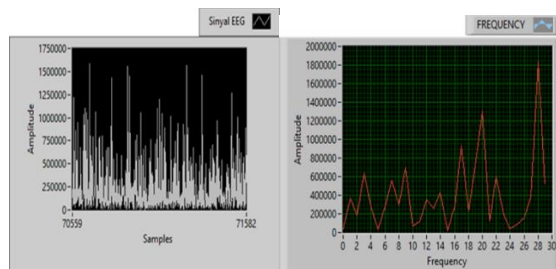 Sinyal EEG
1750000
1500000
1250000
1000000
750000
500000
250000
0
Amplitude
70559 71582
Samples
FREQUENCY
2000000
1800000
1600000
1400000
1200000
1000000
800000
600000
400000
200000
0
Amplitude
0 2 4 6 8 10 12 14 16 18 20 22 24 26 28 30
Frequency